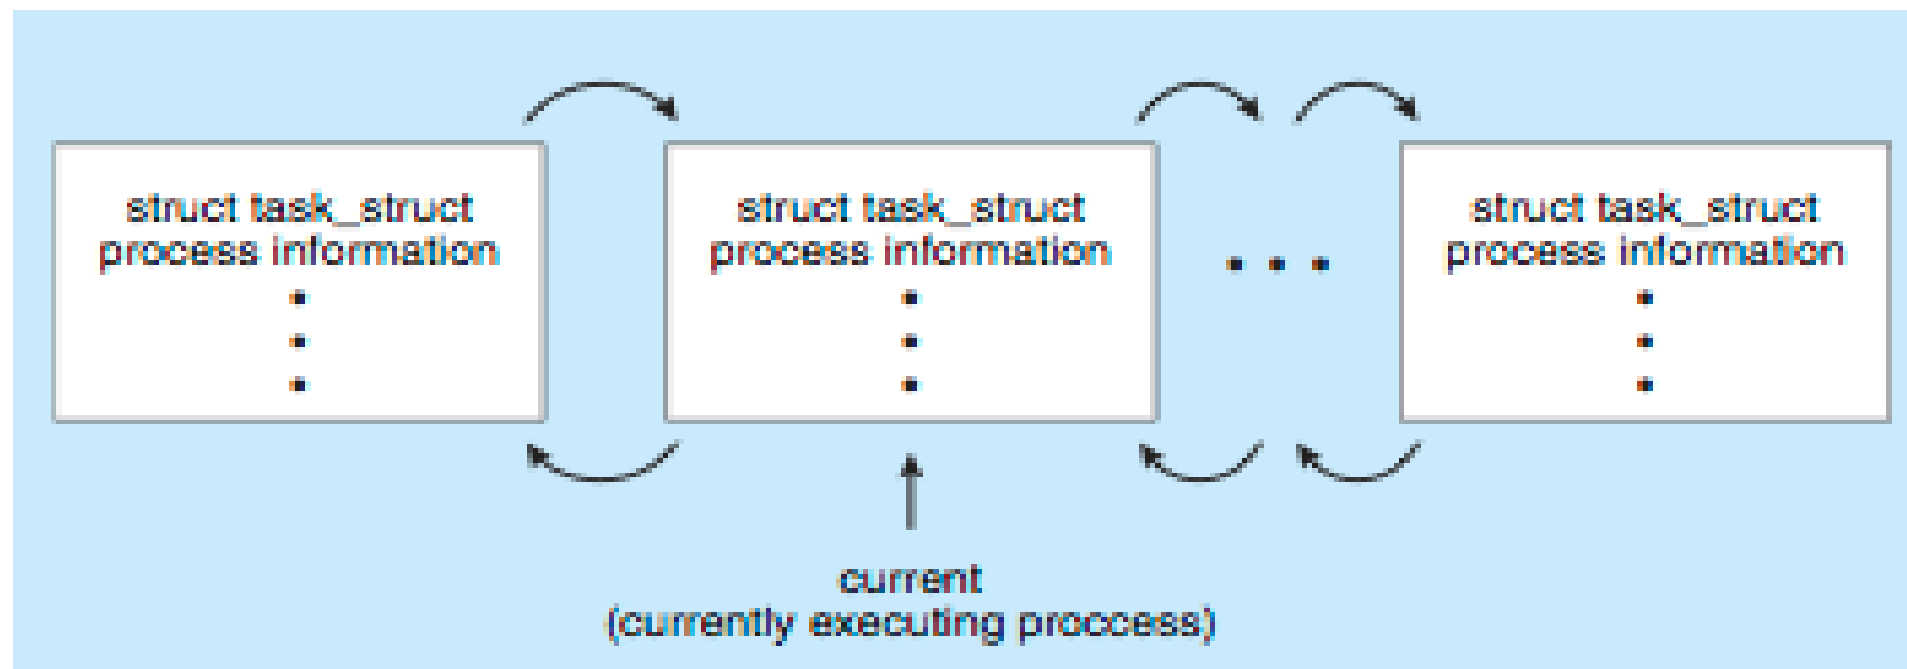 struct task_struct
process information
struct task_struct
process information
struct task_struct
process information
current
(currently executing proccess)